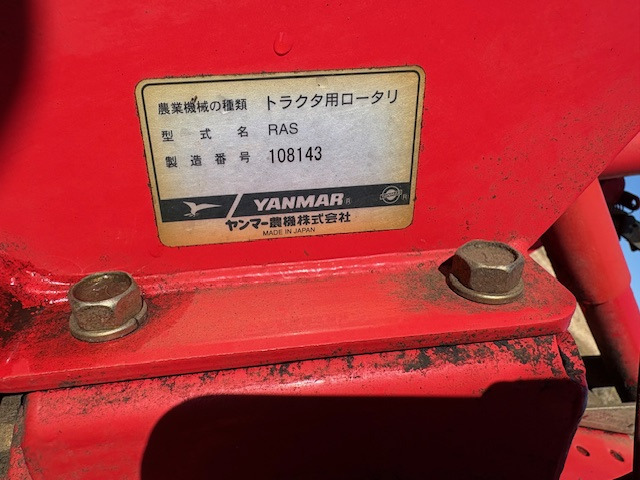 農業機械の種類 トラクタ用ロータリ
型式名 RAS
製造番号 108143
YANMAR®
ヤンマー農機株式会社
MADE IN JAPAN